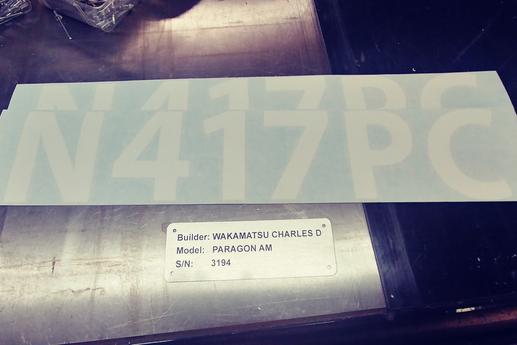 N417PC
N417PC
Builder: WAKAMATSU CHARLES D
Model: PARAGON AM
S/N: 3194